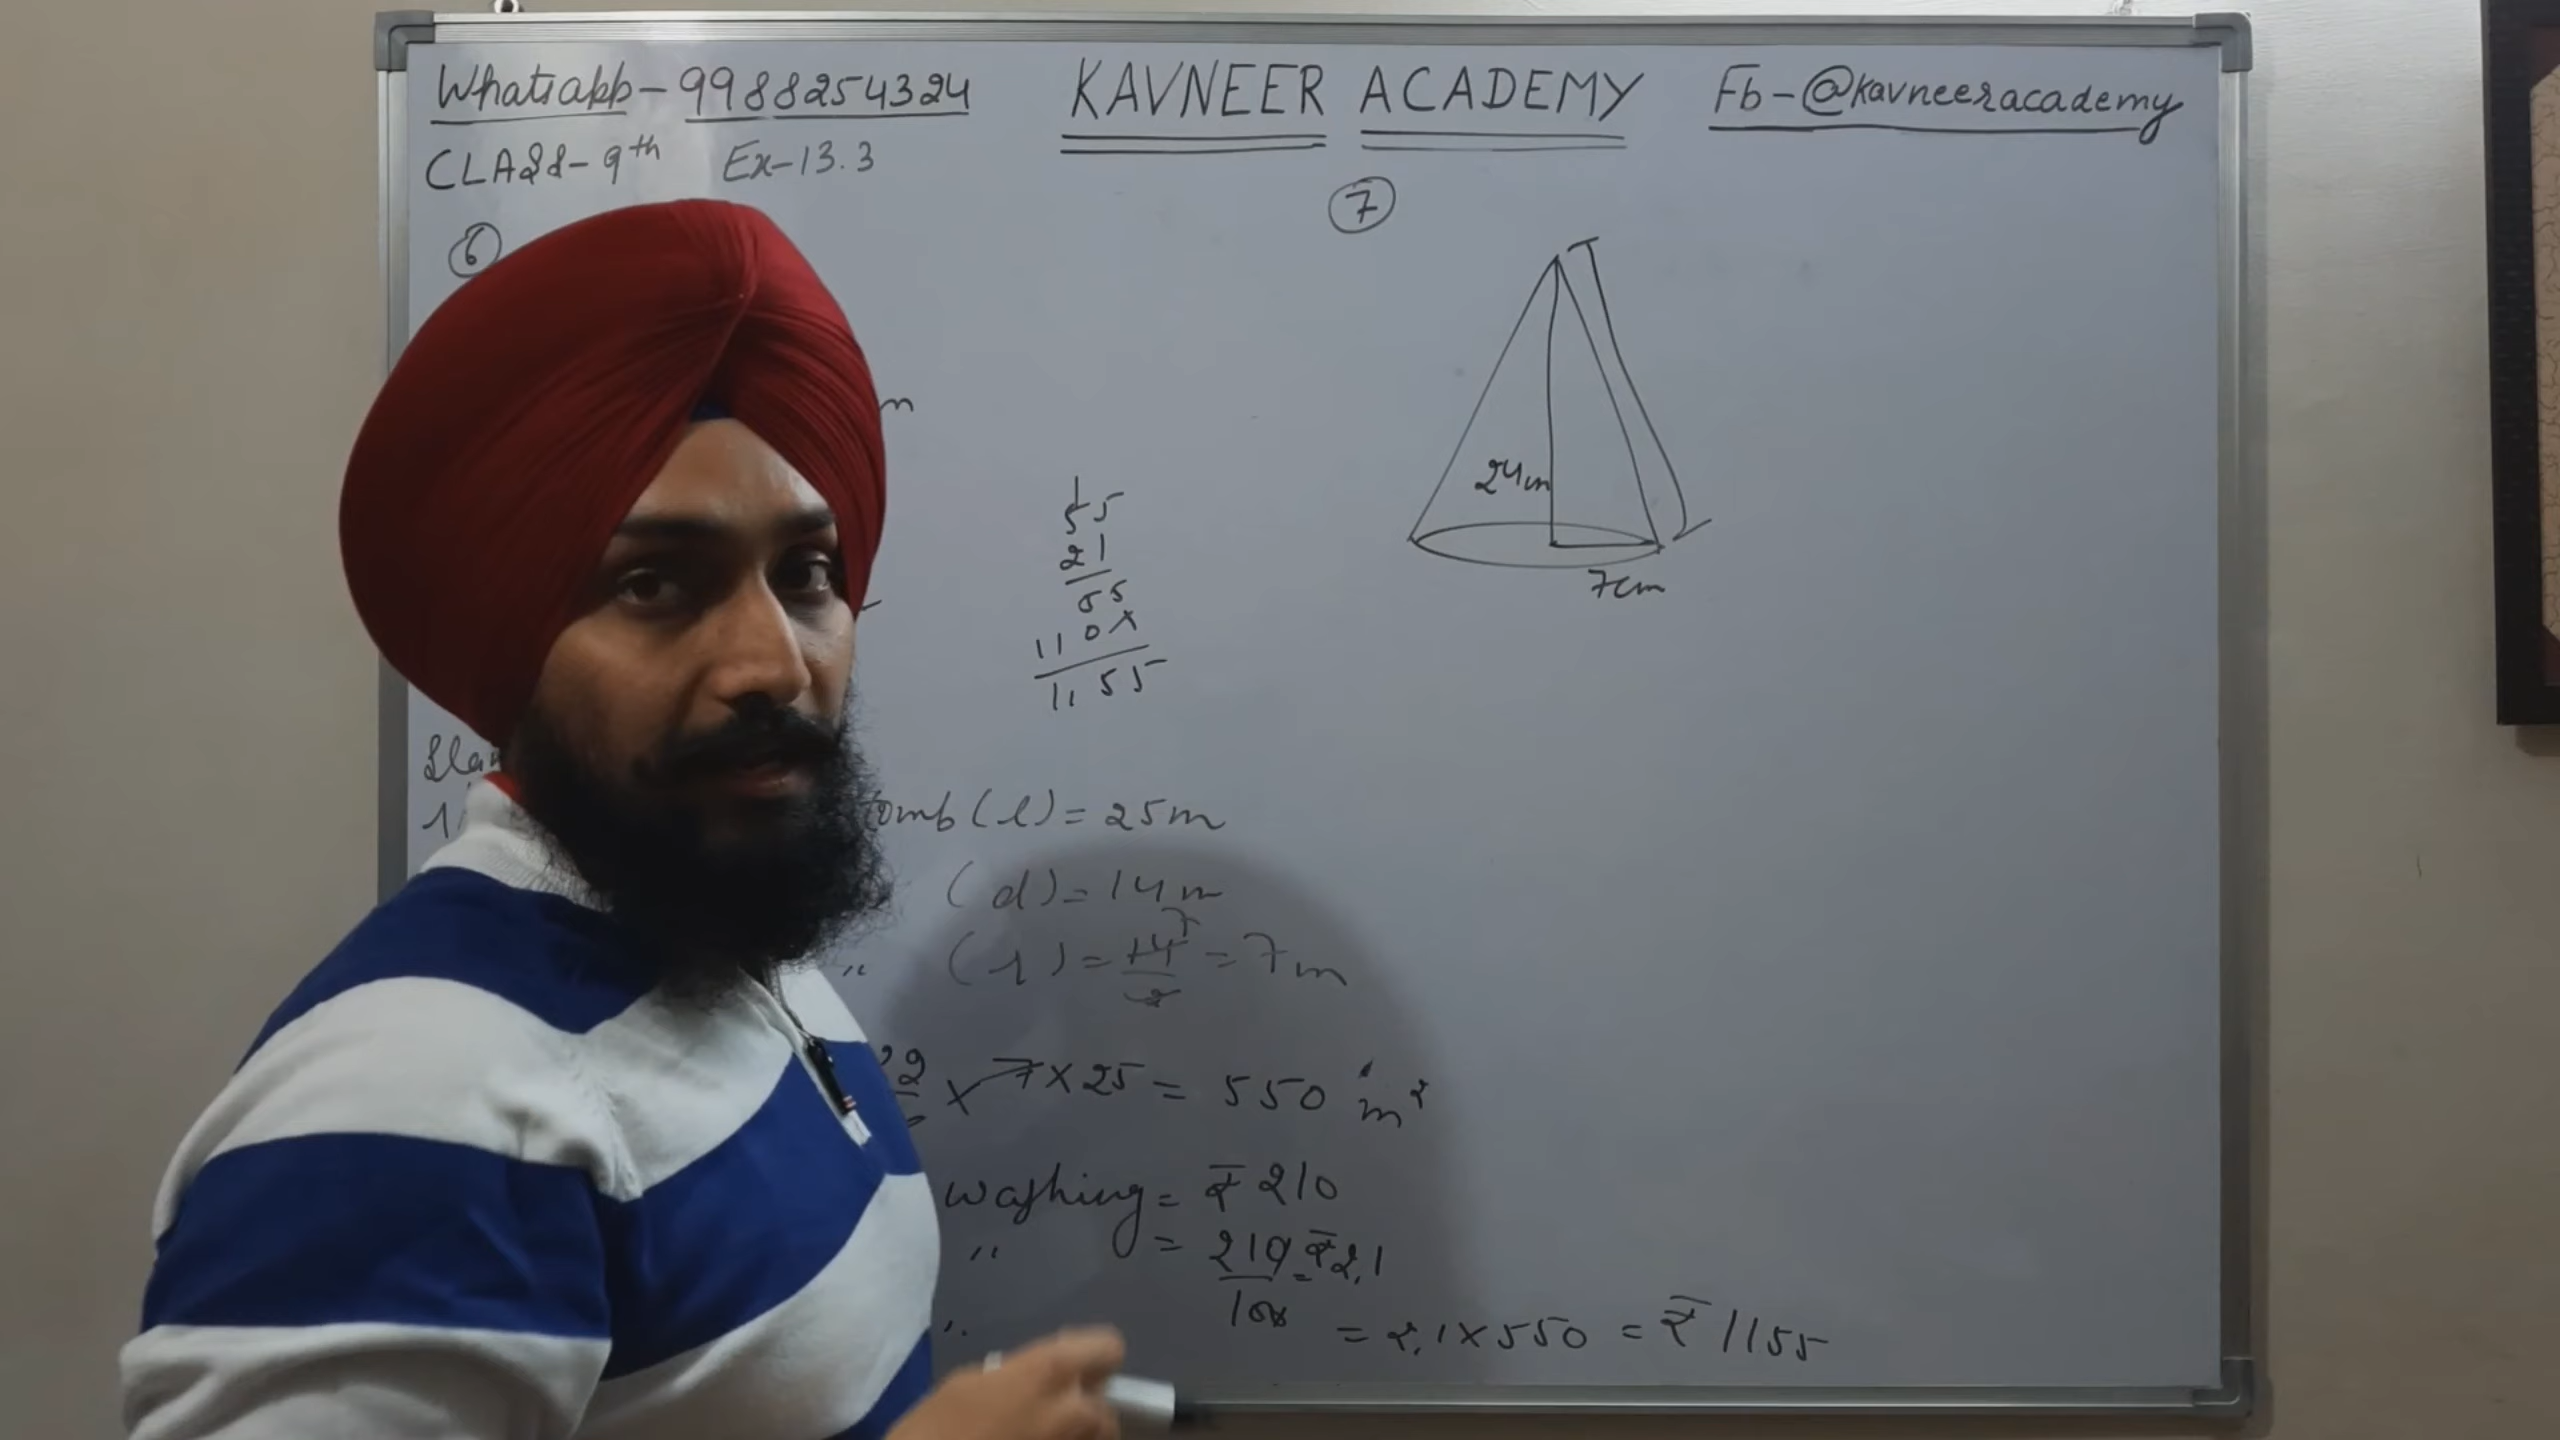 Whatsapp-9988254324 KAVNEER ACADEMY Fb-@kavneeracademy
CLASS-9th Ex-13.3
6
7
m
24m
7cm
1
55
21
55
110x
1155
tomb (l) = 25m
(d) = 14m
" (r) = 14/2 7 = 7m
x 7 x 25 = 550 m²
washing = ₹ 210
" = 210/100 = ₹2.1
" = 2.1 x 550 = ₹ 1155